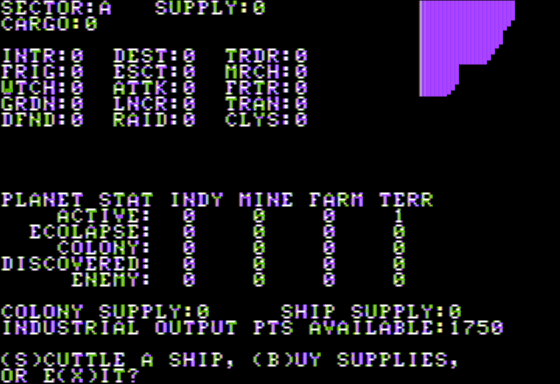 SECTOR:A SUPPLY:0
CARGO:0
INTR:0 DEST:0 TRDR:0
FRIG:0 ESCT:0 MRCH:0
WTCH:0 ATTK:0 FRTR:0
GRDN:0 LNCR:0 TRAN:0
DFND:0 RAID:0 CLYS:0
PLANET STAT INDY MINE FARM TERR
ACTIVE: 0 0 0 1
ECOLAPSE: 0 0 0 0
COLONY: 0 0 0 0
DISCOVERED: 0 0 0 0
ENEMY: 0 0 0 0
COLONY SUPPLY:0 SHIP SUPPLY:0
INDUSTRIAL OUTPUT PTS AVAILABLE:1750
(S)CUTTLE A SHIP, (B)UY SUPPLIES,
OR E(X)IT?